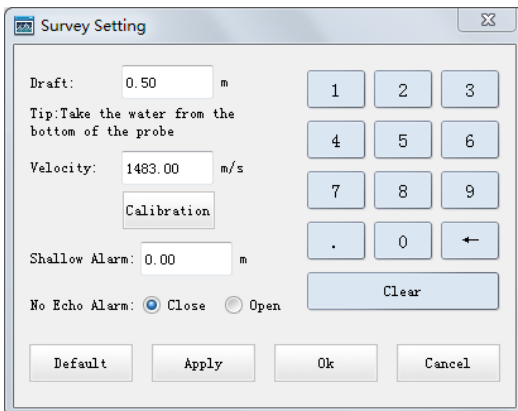 Survey Setting
Draft: 0.50 m
Tip:Take the water from the
bottom of the probe
Velocity: 1483.00 m/s
Calibration
Shallow Alarm: 0.00 m
No Echo Alarm: Close Open
1 2 3
4 5 6
7 8 9
. 0 ←
Clear
Default Apply Ok Cancel